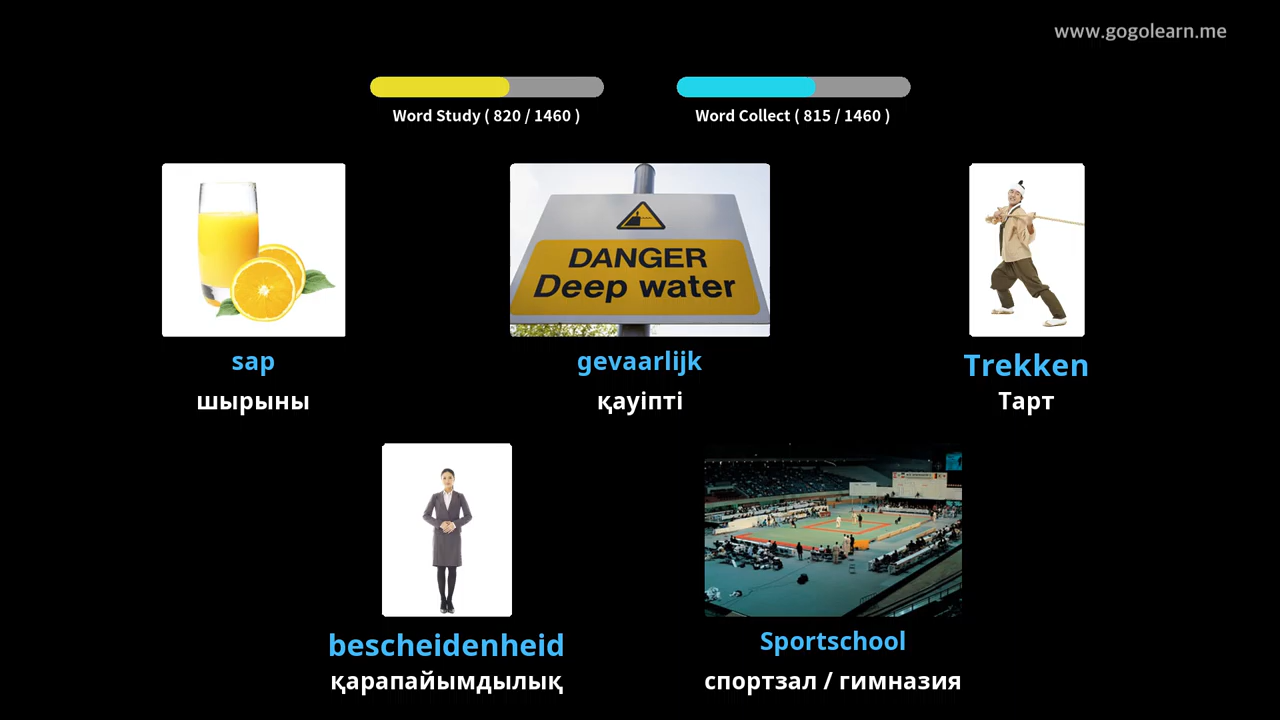 www.gogolearn.me
Word Study ( 820 / 1460 )
Word Collect ( 815 / 1460 )
DANGER
Deep water
sap
gevaarlijk
Trekken
шырыны
қауіпті
Тарт
bescheidenheid
Sportschool
қарапайымдылық
спортзал / гимназия